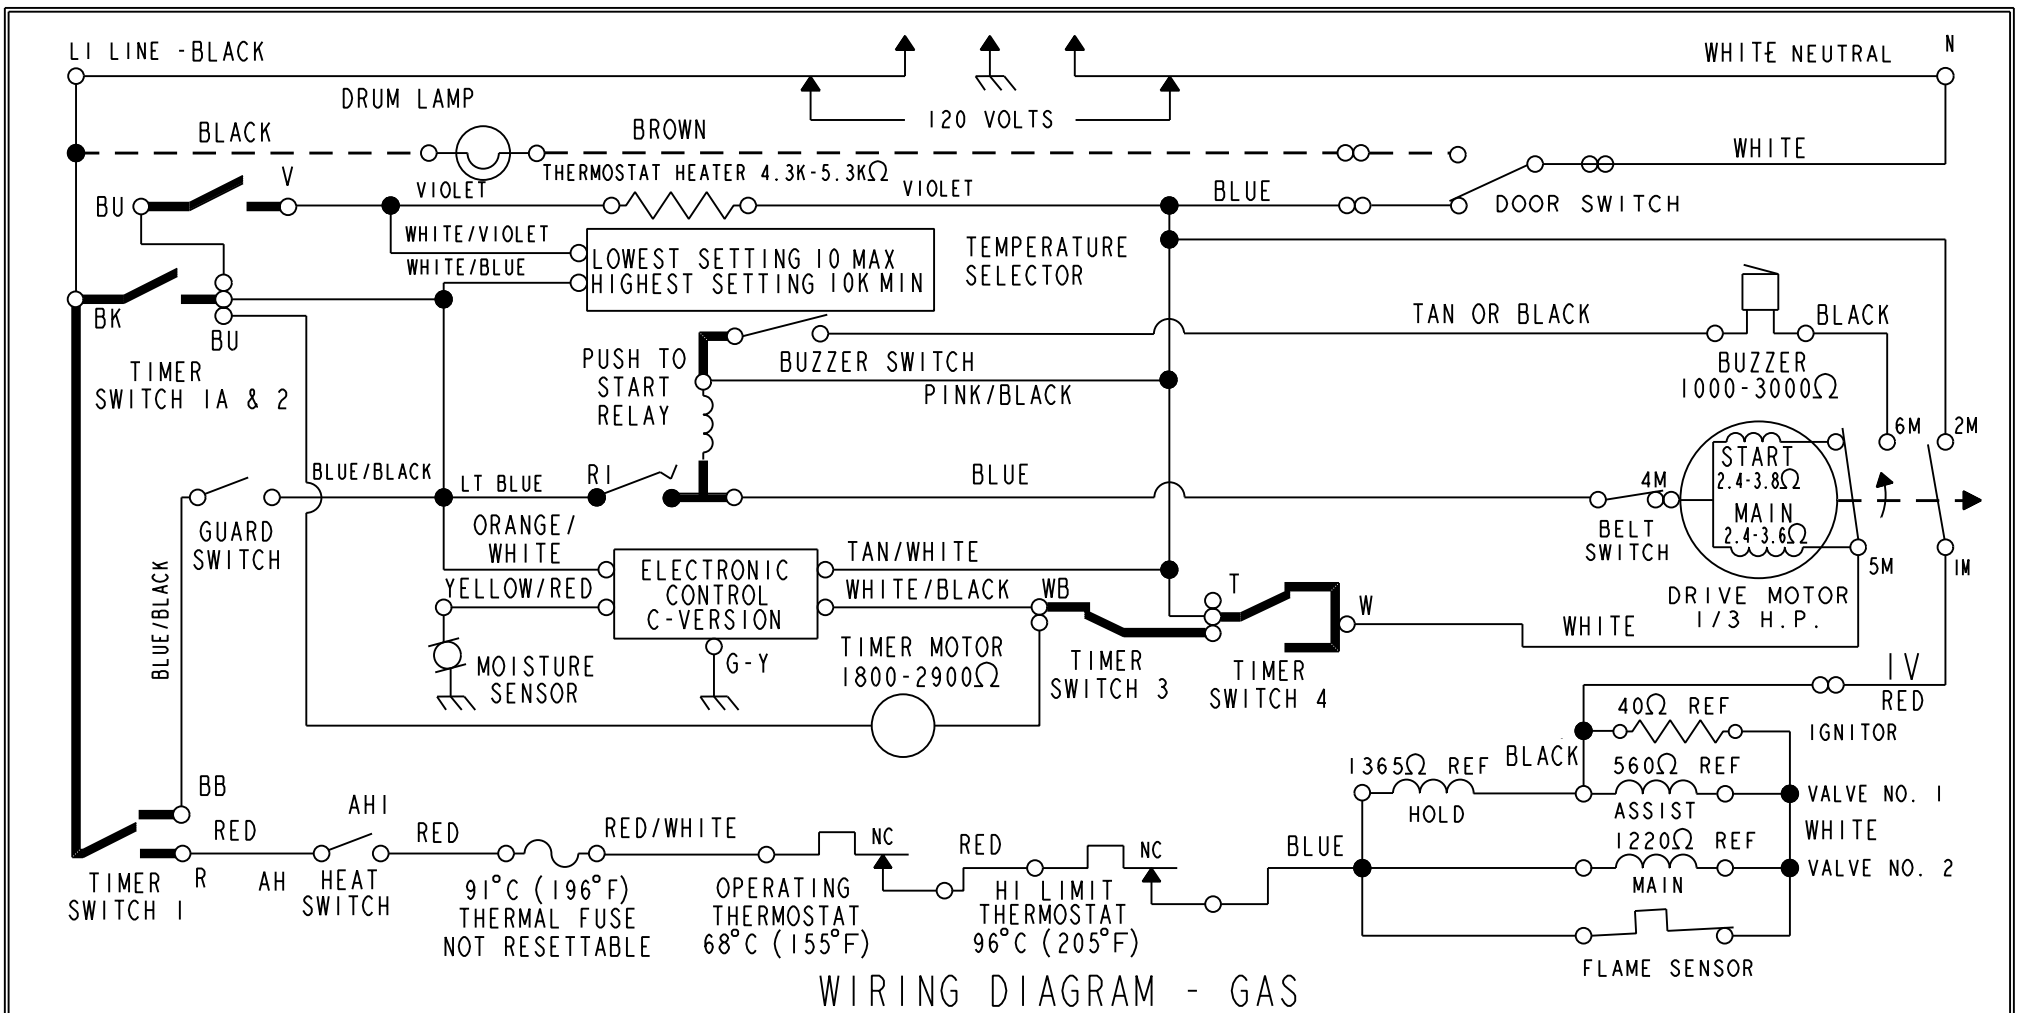 LI LINE - BLACK
WHITE NEUTRAL
N
DRUM LAMP
120 VOLTS
BLACK
BROWN
WHITE
THERMOSTAT HEATER 4.3K-5.3KΩ
V
VIOLET
VIOLET
BLUE
BU
DOOR SWITCH
WHITE/VIOLET
LOWEST SETTING 10 MAX
TEMPERATURE
SELECTOR
WHITE/BLUE
HIGHEST SETTING 10K MIN
BK
BU
TAN OR BLACK
BLACK
TIMER
SWITCH 1A & 2
PUSH TO
START
RELAY
BUZZER SWITCH
BUZZER
1000-3000Ω
PINK/BLACK
6M
2M
BLUE/BLACK
LT BLUE
R1
BLUE
4M
START
2.4-3.8Ω
MAIN
2.4-3.6Ω
GUARD
SWITCH
ORANGE/
WHITE
BELT
SWITCH
5M
1M
ELECTRONIC
CONTROL
C-VERSION
TAN/WHITE
YELLOW/RED
WHITE/BLACK
WB
T
W
DRIVE MOTOR
1/3 H.P.
BLUE/BLACK
WHITE
MOISTURE
SENSOR
G-Y
TIMER MOTOR
1800-2900Ω
TIMER
SWITCH 3
TIMER
SWITCH 4
IV
RED
40Ω REF
IGNITOR
BLACK
1365Ω REF
560Ω REF
HOLD
ASSIST
VALVE NO. 1
BB
AH1
RED
RED
RED/WHITE
NC
RED
NC
BLUE
1220Ω REF
WHITE
MAIN
VALVE NO. 2
TIMER
SWITCH 1
R
AH
HEAT
SWITCH
91°C (196°F)
THERMAL FUSE
NOT RESETTABLE
OPERATING
THERMOSTAT
68°C (155°F)
HI LIMIT
THERMOSTAT
96°C (205°F)
FLAME SENSOR
WIRING DIAGRAM - GAS